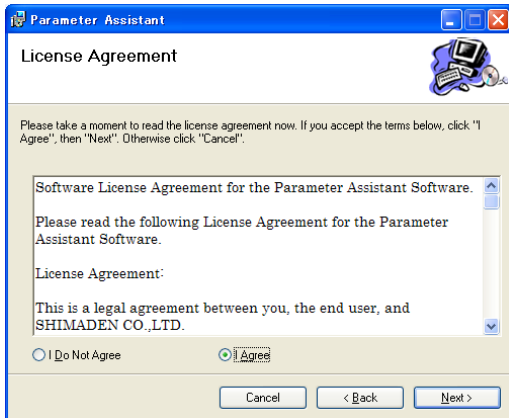 Parameter Assistant
License Agreement
Please take a moment to read the license agreement now. If you accept the terms below, click "I
Agree", then "Next". Otherwise click "Cancel".
Software License Agreement for the Parameter Assistant Software.
Please read the following License Agreement for the Parameter
Assistant Software.
License Agreement:
This is a legal agreement between you, the end user, and
SHIMADEN CO.,LTD.
I Do Not Agree
I Agree
Cancel
< Back
Next >